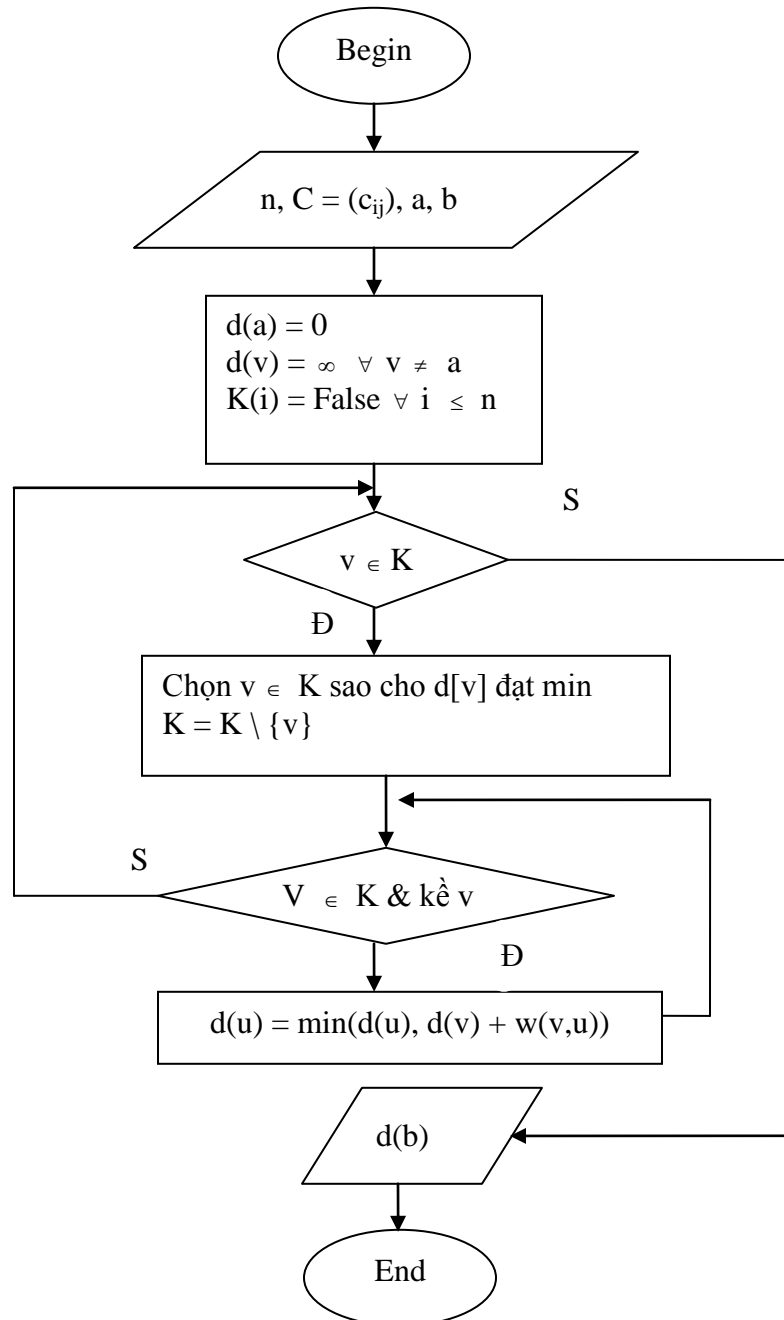 Begin
n, C = (cᵢⱼ), a, b
d(a) = 0
d(v) = ∞ ∀ v ≠ a
K(i) = False ∀ i ≤ n
S
v ∈ K
Đ
Chọn v ∈ K sao cho d[v] đạt min
K = K \ {v}
S
V ∈ K & kề v
Đ
d(u) = min(d(u), d(v) + w(v,u))
d(b)
End